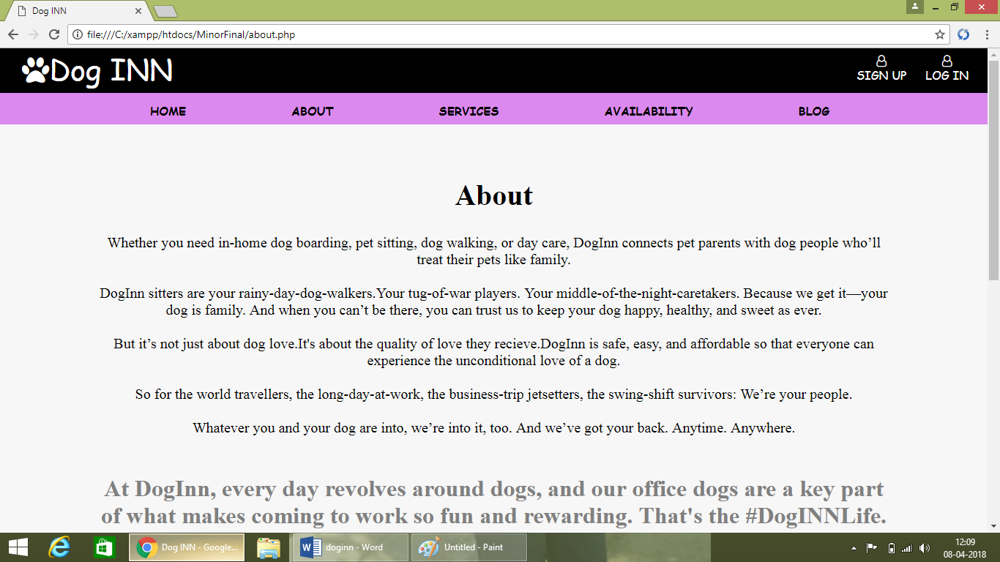 Dog INN
file:///C:/xampp/htdocs/MinorFinal/about.php
Dog INN
SIGN UP
LOG IN
HOME
ABOUT
SERVICES
AVAILABILITY
BLOG
About
Whether you need in-home dog boarding, pet sitting, dog walking, or day care, DogInn connects pet parents with dog people who’ll
treat their pets like family.
DogInn sitters are your rainy-day-dog-walkers.Your tug-of-war players. Your middle-of-the-night-caretakers. Because we get it—your
dog is family. And when you can’t be there, you can trust us to keep your dog happy, healthy, and sweet as ever.
But it’s not just about dog love.It's about the quality of love they recieve.DogInn is safe, easy, and affordable so that everyone can
experience the unconditional love of a dog.
So for the world travellers, the long-day-at-work, the business-trip jetsetters, the swing-shift survivors: We’re your people.
Whatever you and your dog are into, we’re into it, too. And we’ve got your back. Anytime. Anywhere.
At DogInn, every day revolves around dogs, and our office dogs are a key part
of what makes coming to work so fun and rewarding. That's the #DogINNLife.
Dog INN - Google...
doginn - Word
Untitled - Paint
12:09
08-04-2018